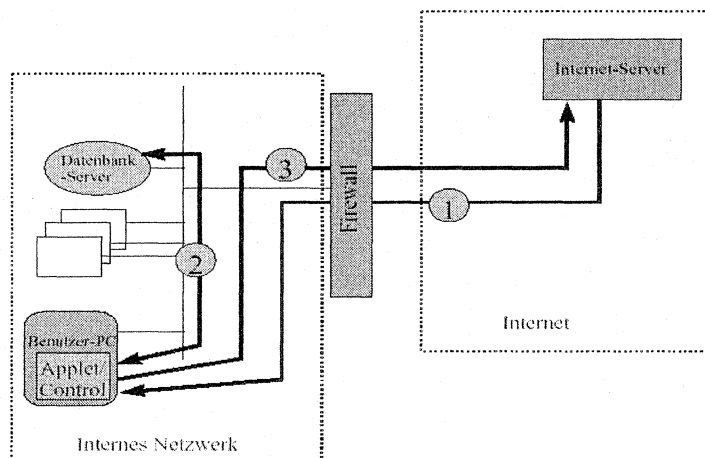 Internet-Server
Datenbank
-Server
3
Firewall
1
2
Internet
Benutzer-PC
Applet/
Control
Internes Netzwerk